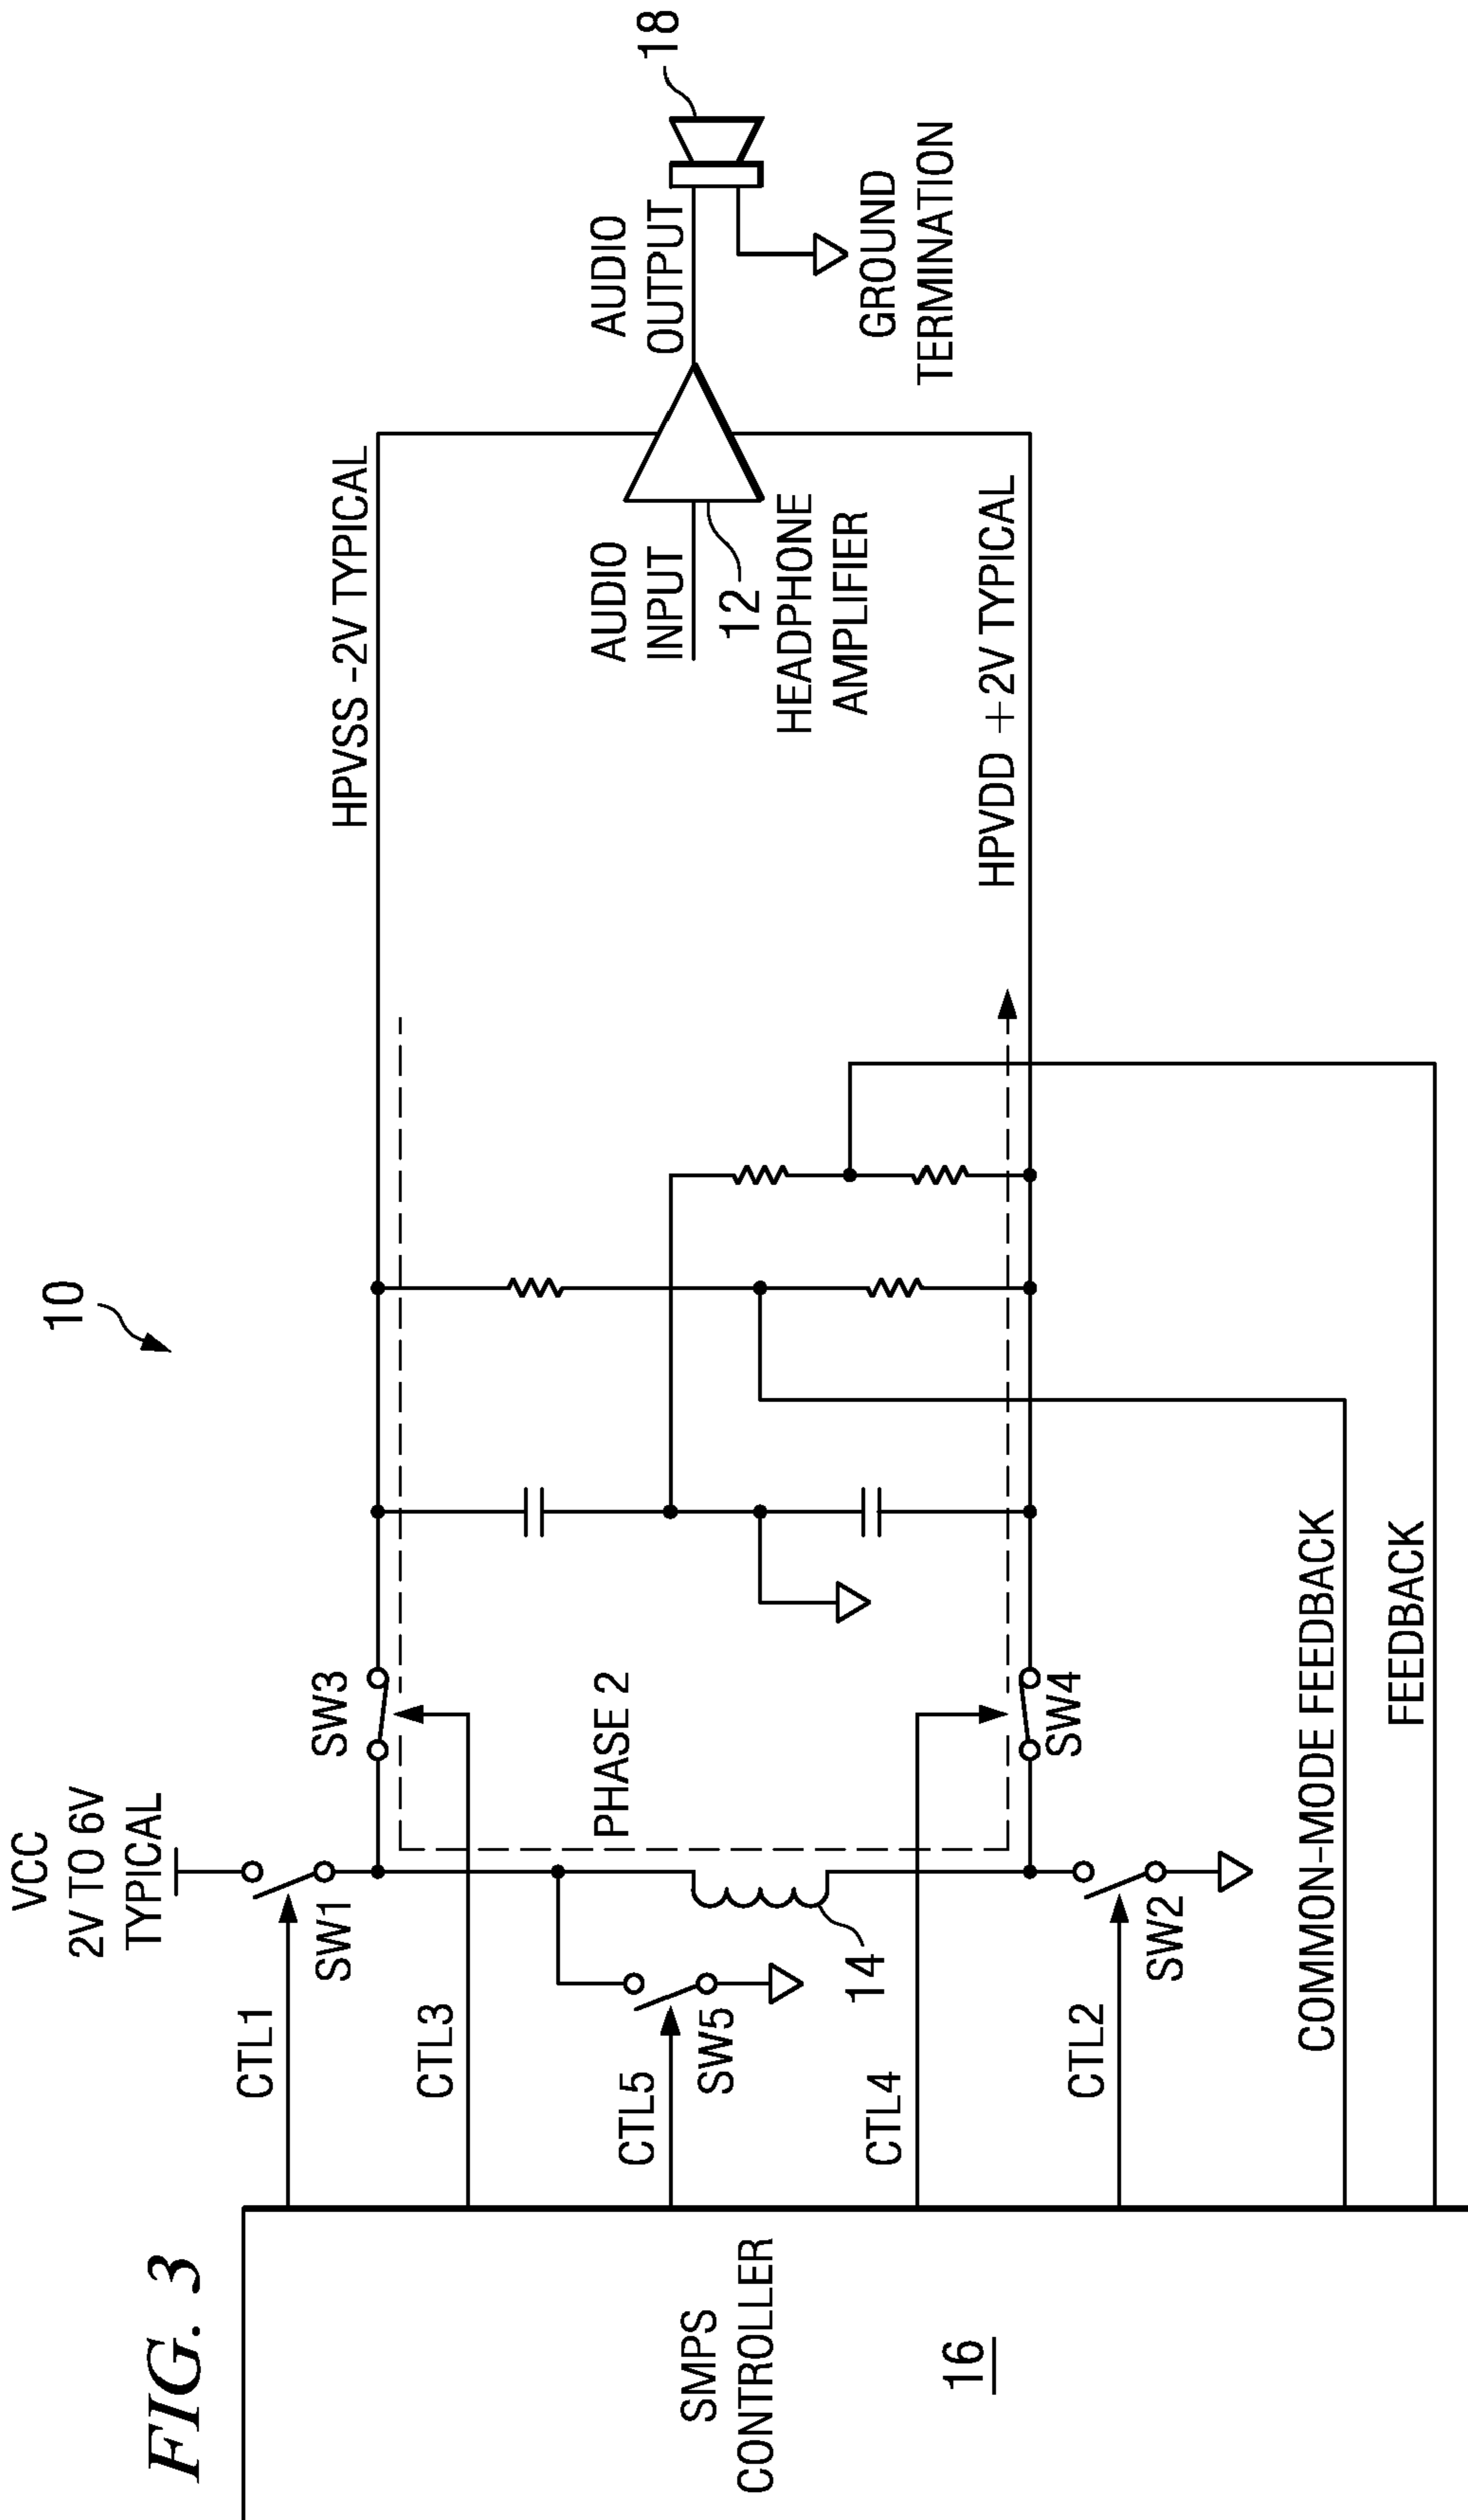 FIG. 3
10
VCC
2V TO 6V
TYPICAL
CTL1
SW1
SW3
HPVSS -2V TYPICAL
CTL3
PHASE 2
AUDIO
INPUT
AUDIO
OUTPUT
18
CTL5
SW5
14
12
HEADPHONE
AMPLIFIER
GROUND
TERMINATION
SMPS
CONTROLLER
16
CTL4
SW4
HPVDD +2V TYPICAL
CTL2
SW2
COMMON-MODE FEEDBACK
FEEDBACK